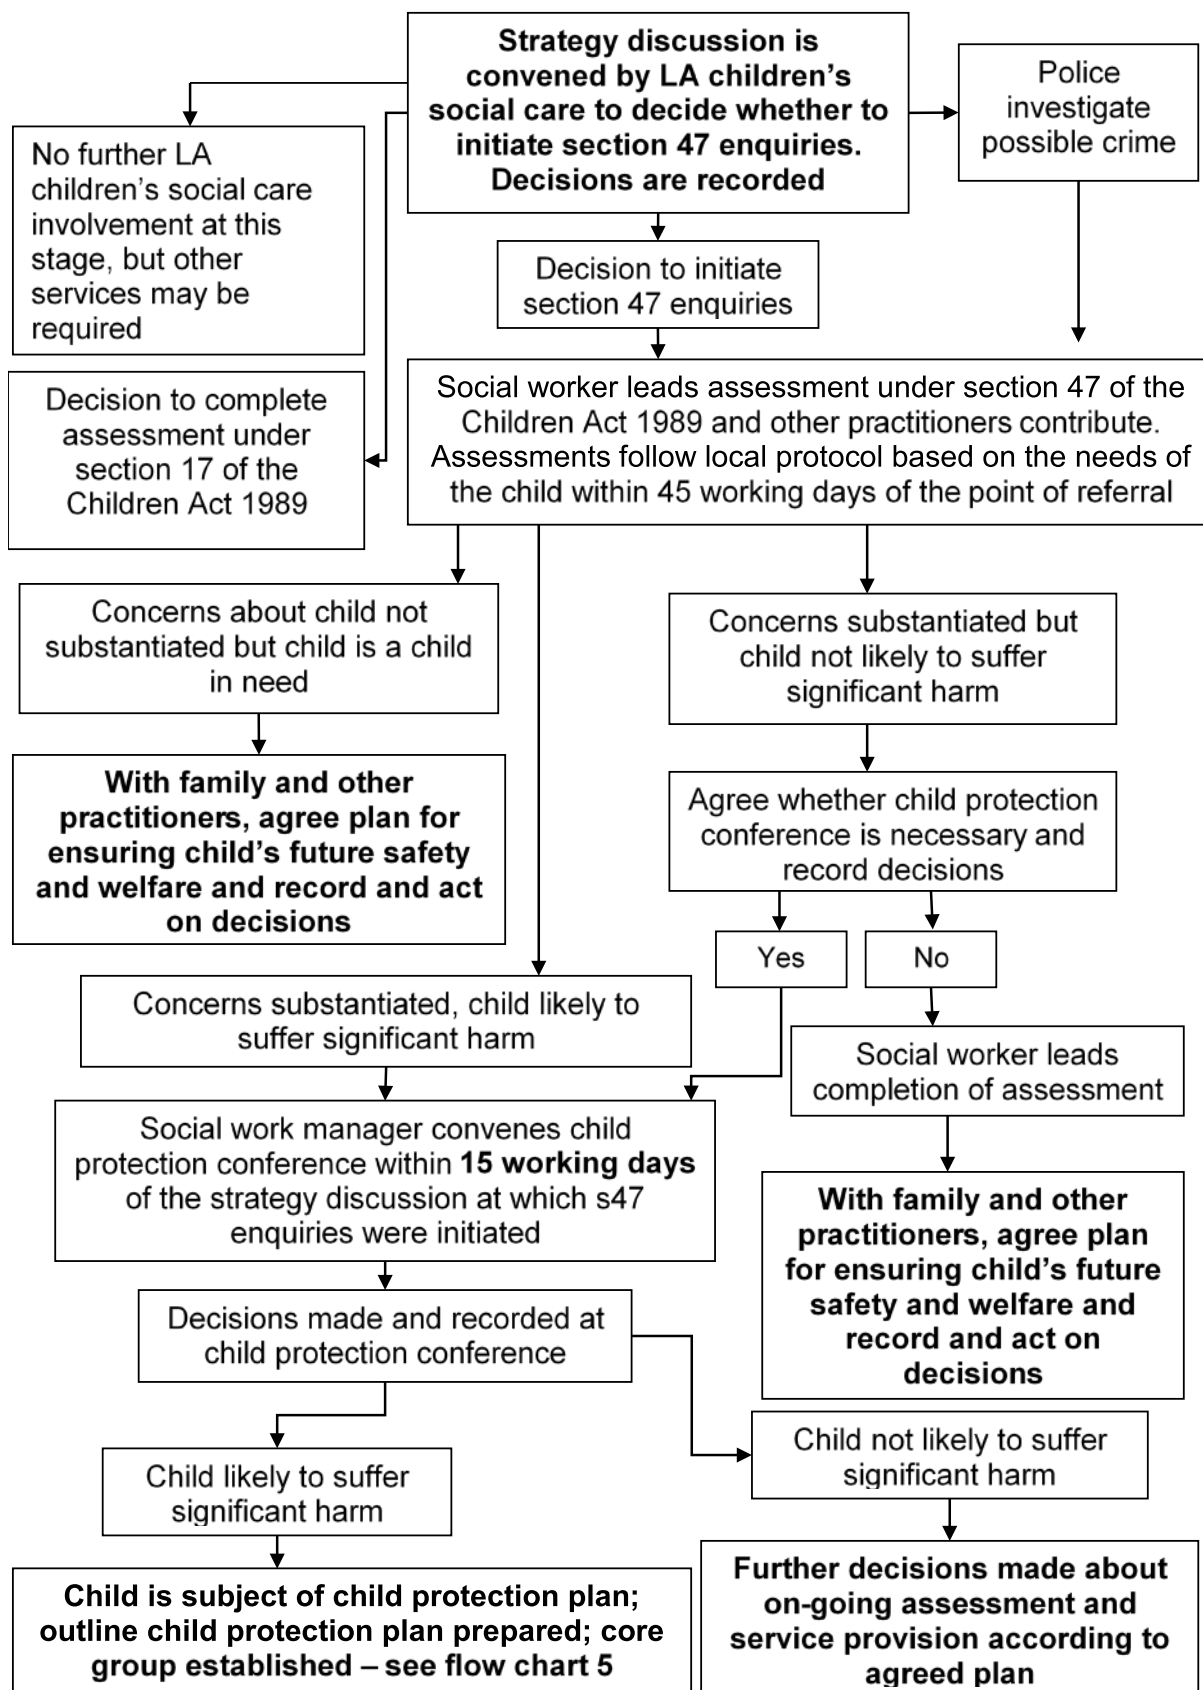 Strategy discussion is
convened by LA children’s
social care to decide whether to
initiate section 47 enquiries.
Decisions are recorded
Police
investigate
possible crime
No further LA
children’s social care
involvement at this
stage, but other
services may be
required
Decision to initiate
section 47 enquiries
Decision to complete
assessment under
section 17 of the
Children Act 1989
Social worker leads assessment under section 47 of the
Children Act 1989 and other practitioners contribute.
Assessments follow local protocol based on the needs of
the child within 45 working days of the point of referral
Concerns about child not
substantiated but child is a child
in need
Concerns substantiated but
child not likely to suffer
significant harm
With family and other
practitioners, agree plan for
ensuring child’s future safety
and welfare and record and act
on decisions
Agree whether child protection
conference is necessary and
record decisions
Yes
No
Concerns substantiated, child likely to
suffer significant harm
Social worker leads
completion of assessment
Social work manager convenes child
protection conference within 15 working days
of the strategy discussion at which s47
enquiries were initiated
With family and other
practitioners, agree plan
for ensuring child’s future
safety and welfare and
record and act on
decisions
Decisions made and recorded at
child protection conference
Child not likely to suffer
significant harm
Child likely to suffer
significant harm
Child is subject of child protection plan;
outline child protection plan prepared; core
group established – see flow chart 5
Further decisions made about
on-going assessment and
service provision according to
agreed plan